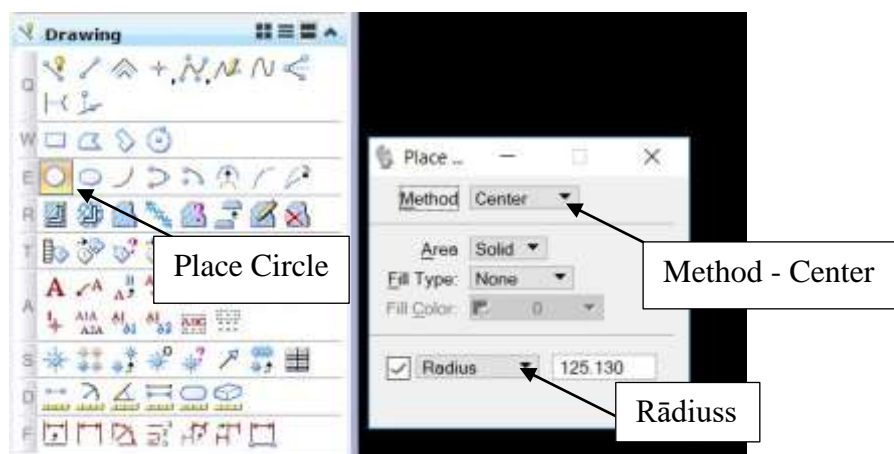 Drawing
Q
W
E
R
T
A
S
D
F
Place Circle
Place ...
Method Center
Area Solid
Fill Type: None
Fill Color: 0
Radius 125.130
Method - Center
Rādiuss